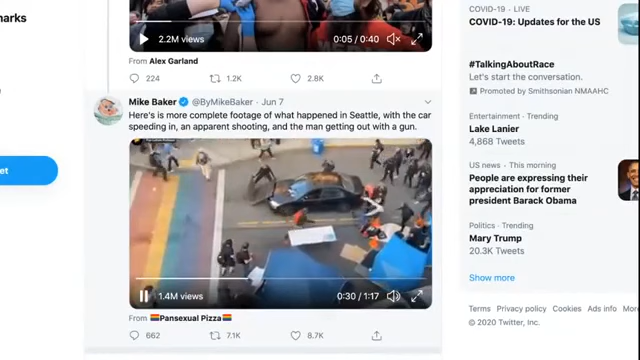 marks
2.2M views
0:05 / 0:40
From Alex Garland
224
1.2K
2.8K
Mike Baker @ByMikeBaker · Jun 7
Here's is more complete footage of what happened in Seattle, with the car
speeding in, an apparent shooting, and the man getting out with a gun.
1.4M views
0:30 / 1:17
From Pansexual Pizza
662
7.1K
8.7K
et
COVID-19 · LIVE
COVID-19: Updates for the US
#TalkingAboutRace
Let's start the conversation.
Promoted by Smithsonian NMAAHC
Entertainment · Trending
Lake Lanier
4,868 Tweets
US news · This morning
People are expressing their
appreciation for former
president Barack Obama
Politics · Trending
Mary Trump
20.3K Tweets
Show more
Terms Privacy policy Cookies Ads info Mor
© 2020 Twitter, Inc.